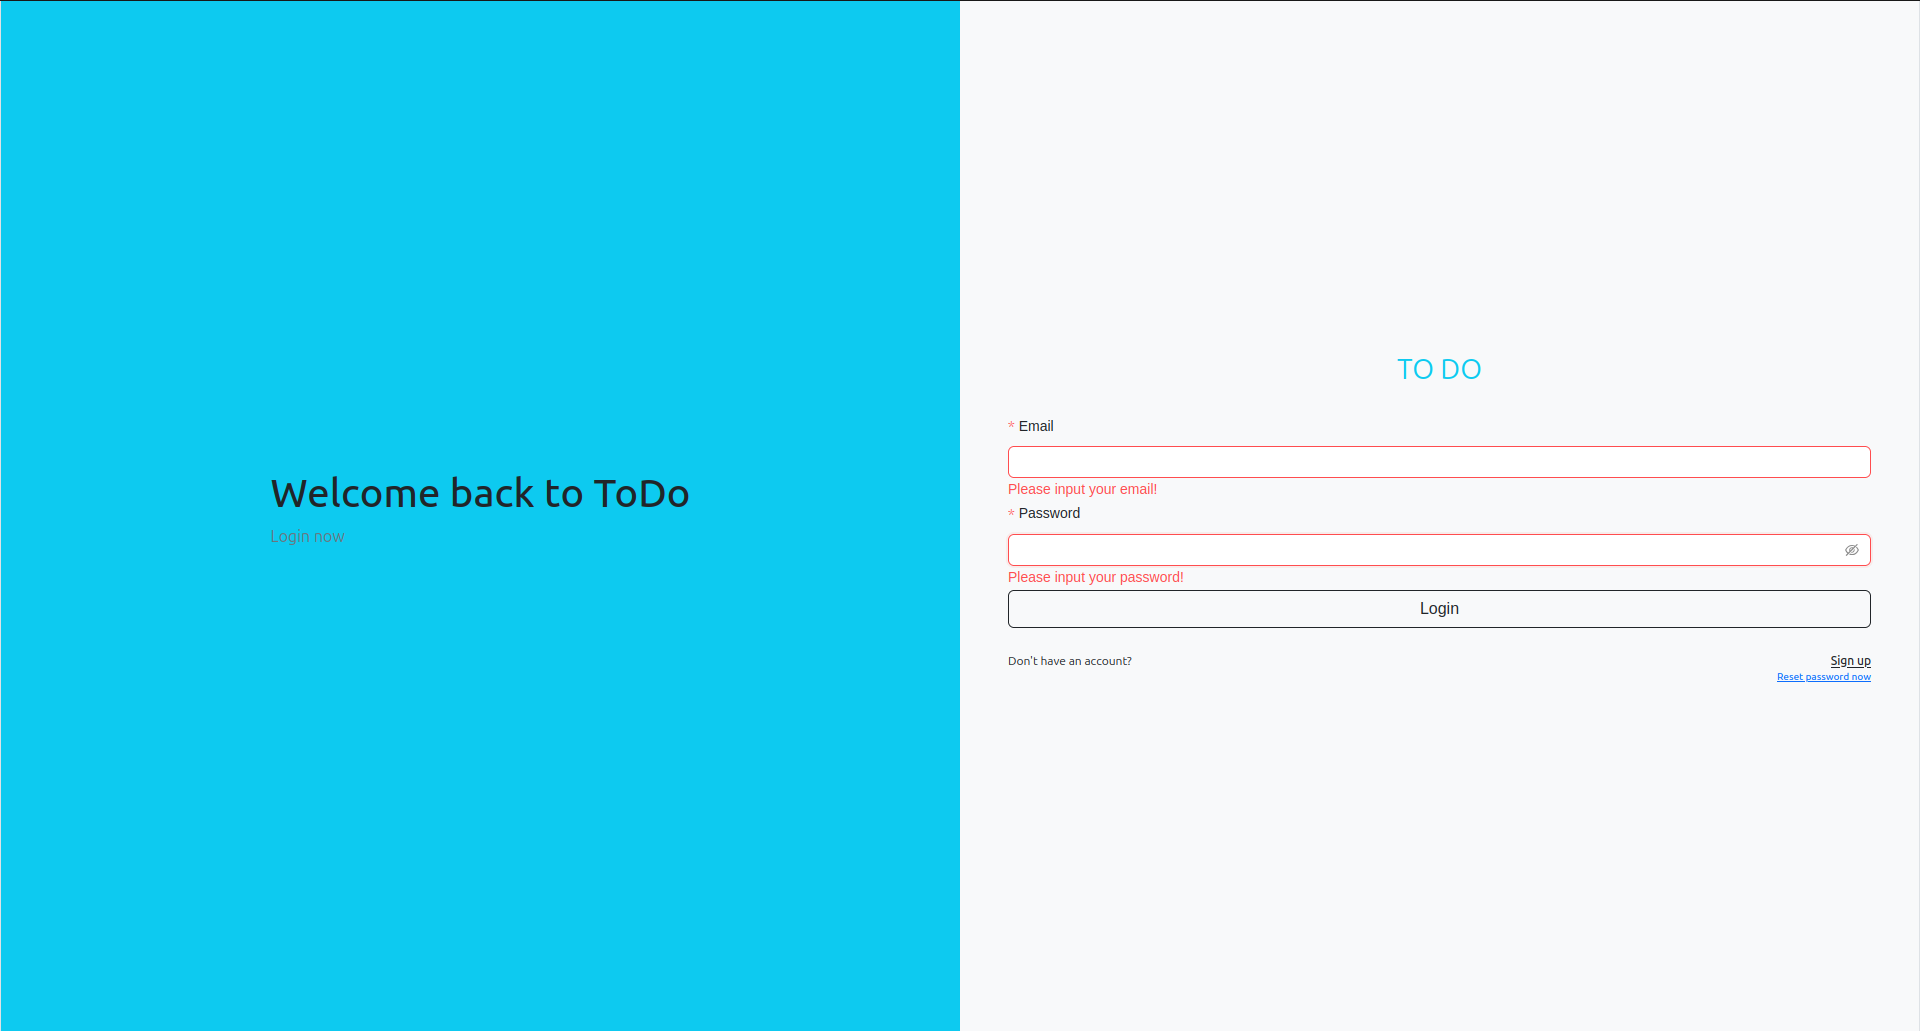 Welcome back to ToDo
Login now
TO DO
* Email
Please input your email!
* Password
Please input your password!
Login
Don't have an account?
Sign up
Reset password now